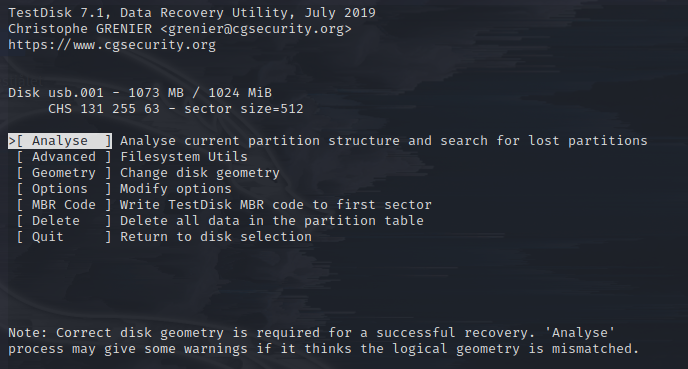 TestDisk 7.1, Data Recovery Utility, July 2019
Christophe GRENIER <grenier@cgsecurity.org>
https://www.cgsecurity.org
Disk usb.001 - 1073 MB / 1024 MiB
CHS 131 255 63 - sector size=512
>[ Analyse  ] Analyse current partition structure and search for lost partitions
[ Advanced ] Filesystem Utils
[ Geometry ] Change disk geometry
[ Options  ] Modify options
[ MBR Code ] Write TestDisk MBR code to first sector
[ Delete   ] Delete all data in the partition table
[ Quit     ] Return to disk selection
Note: Correct disk geometry is required for a successful recovery. 'Analyse'
process may give some warnings if it thinks the logical geometry is mismatched.